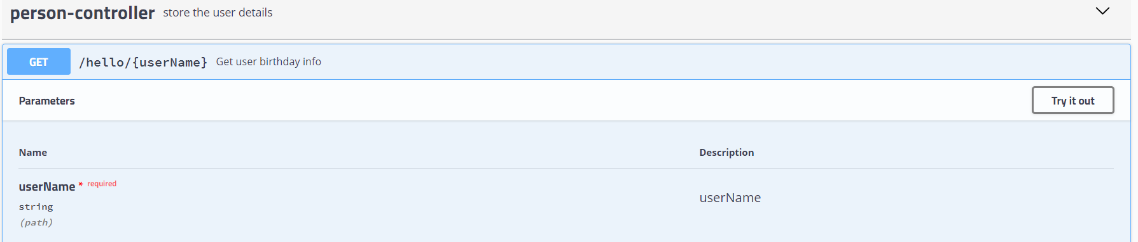 person-controller store the user details
GET /hello/{userName} Get user birthday info
Parameters Try it out
Name Description
userName * required
string
(path)
userName